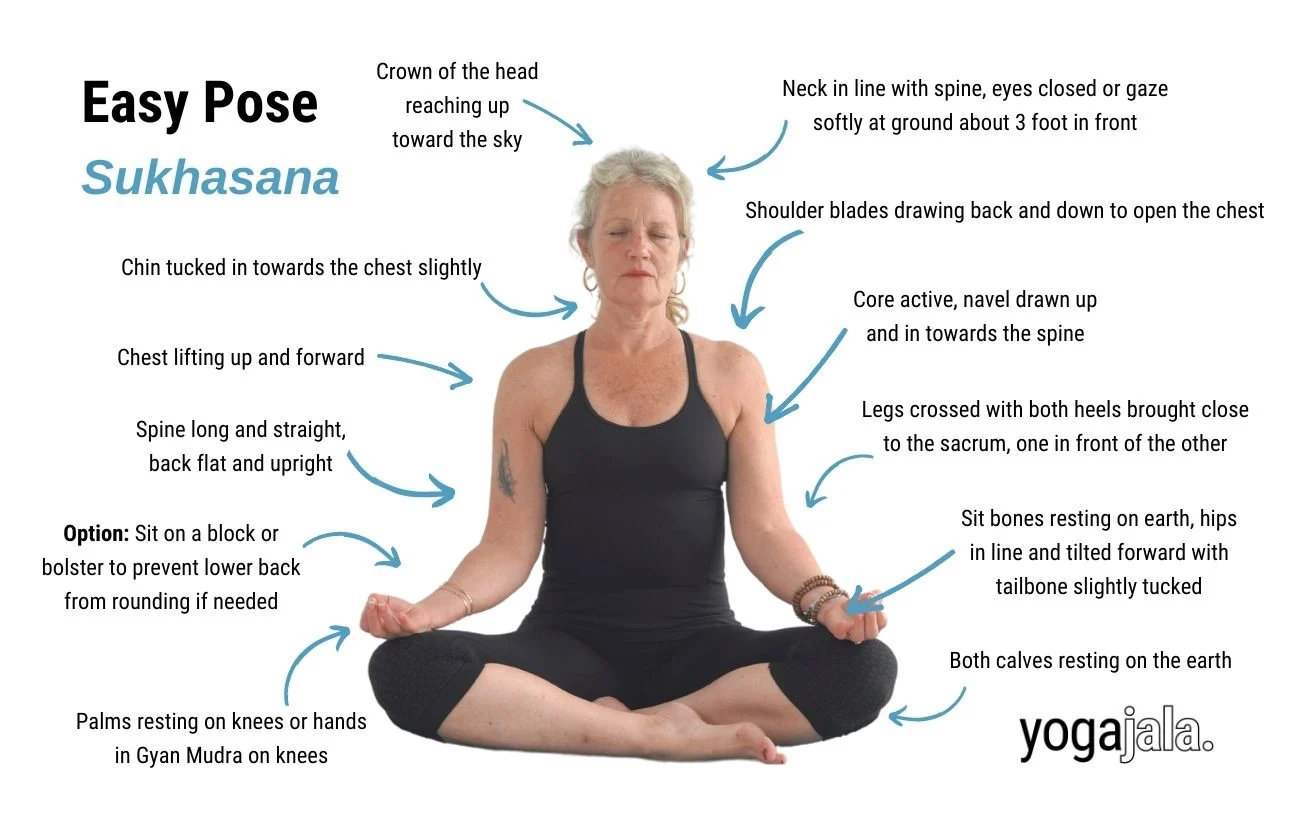 Easy Pose
Sukhasana
Crown of the head
reaching up
toward the sky
Neck in line with spine, eyes closed or gaze
softly at ground about 3 foot in front
Shoulder blades drawing back and down to open the chest
Chin tucked in towards the chest slightly
Core active, navel drawn up
and in towards the spine
Chest lifting up and forward
Legs crossed with both heels brought close
to the sacrum, one in front of the other
Spine long and straight,
back flat and upright
Sit bones resting on earth, hips
in line and tilted forward with
tailbone slightly tucked
Option: Sit on a block or
bolster to prevent lower back
from rounding if needed
Both calves resting on the earth
Palms resting on knees or hands
in Gyan Mudra on knees
yogajala.